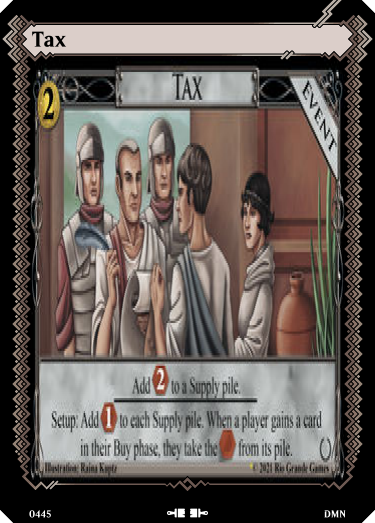 Tax
TAX
2
EVENT
Add 2 to a Supply pile.
Setup: Add 1 to each Supply pile. When a player gains a card
in their Buy phase, they take the from its pile.
Illustration: Raina Kuptz
© 2021 Rio Grande Games
0445
DMN